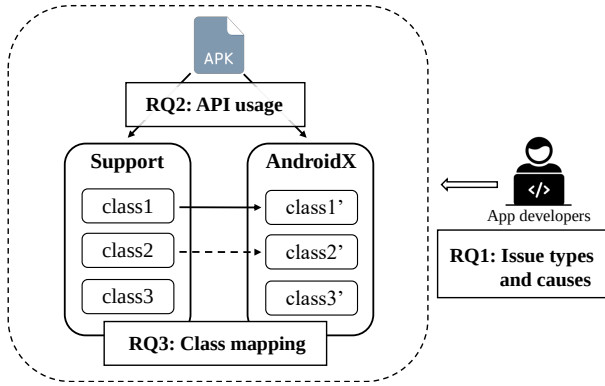 APK
RQ2: API usage
Support
AndroidX
class1
class1’
class2
class2’
class3
class3’
RQ3: Class mapping
</>
App developers
RQ1: Issue types
and causes